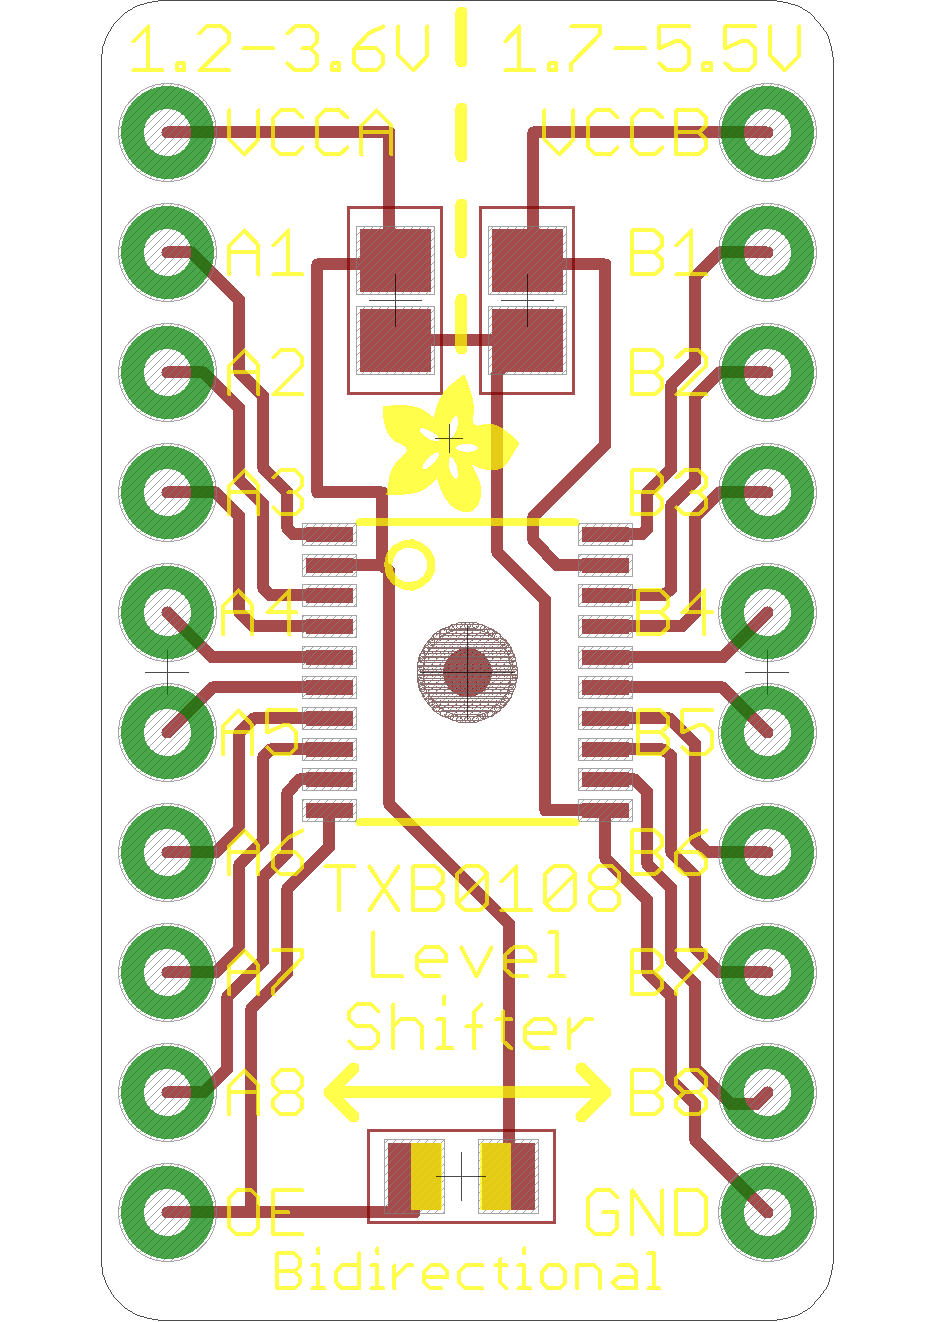 1.2-3.6V 1.7-5.5V
VCCA VCCB
A1 B1
A2 B2
A3 B3
A4 B4
A5 B5
A6 B6
TXB0108
Level
A7 B7
Shifter
A8 B8
OE GND
Bidirectional